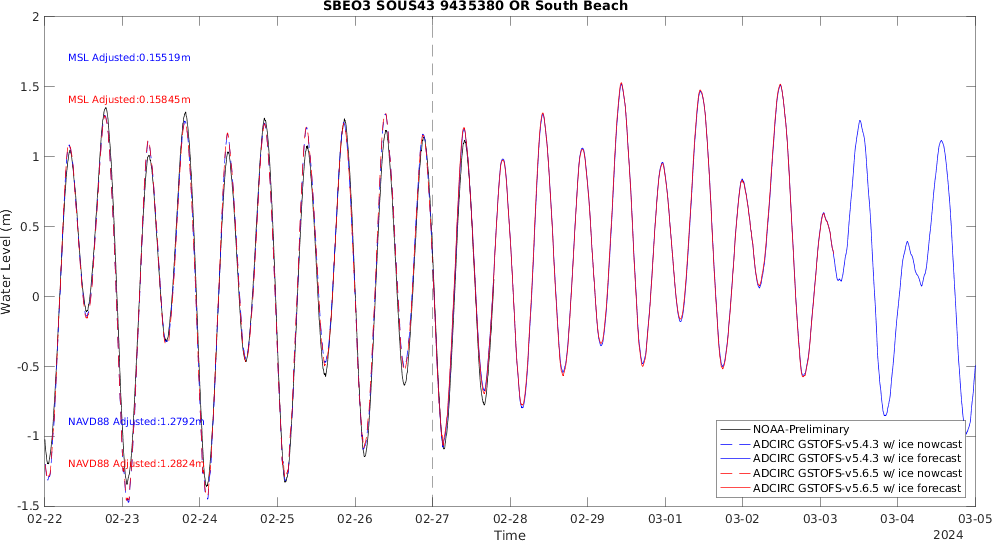 SBEO3 SOUS43 9435380 OR South Beach
2
1.5
1
0.5
0
-0.5
-1
-1.5
Water Level (m)
MSL Adjusted:0.15519m
MSL Adjusted:0.15845m
NAVD88 Adjusted:1.2792m
NAVD88 Adjusted:1.2824m
NOAA-Preliminary
ADCIRC GSTOFS-v5.4.3 w/ ice nowcast
ADCIRC GSTOFS-v5.4.3 w/ ice forecast
ADCIRC GSTOFS-v5.6.5 w/ ice nowcast
ADCIRC GSTOFS-v5.6.5 w/ ice forecast
02-22 02-23 02-24 02-25 02-26 02-27 02-28 02-29 03-01 03-02 03-03 03-04 03-05
Time
2024